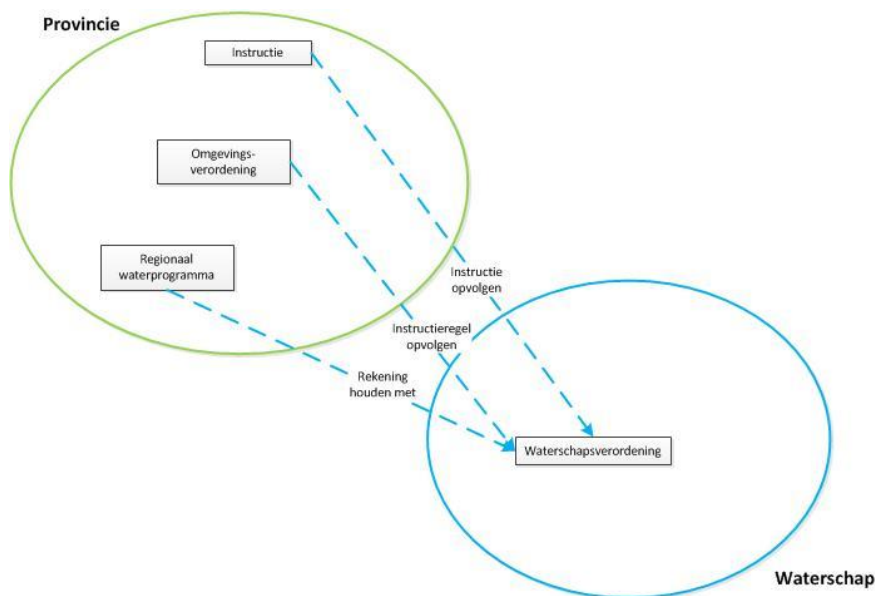 Provincie
Instructie
Omgevings-
verordening
Regionaal
waterprogramma
Instructie
opvolgen
Instructieregel
opvolgen
Rekening
houden met
Waterschapsverordening
Waterschap